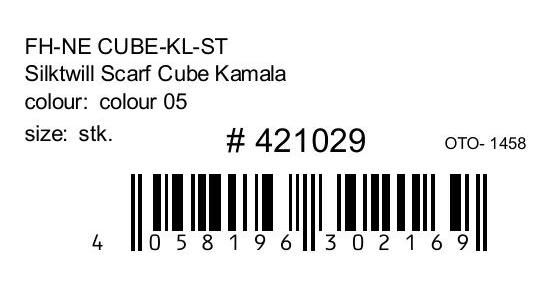 FH-NE CUBE-KL-ST
Silktwill Scarf Cube Kamala
colour: colour 05
size: stk.
# 421029
OTO- 1458
4 058196 302169